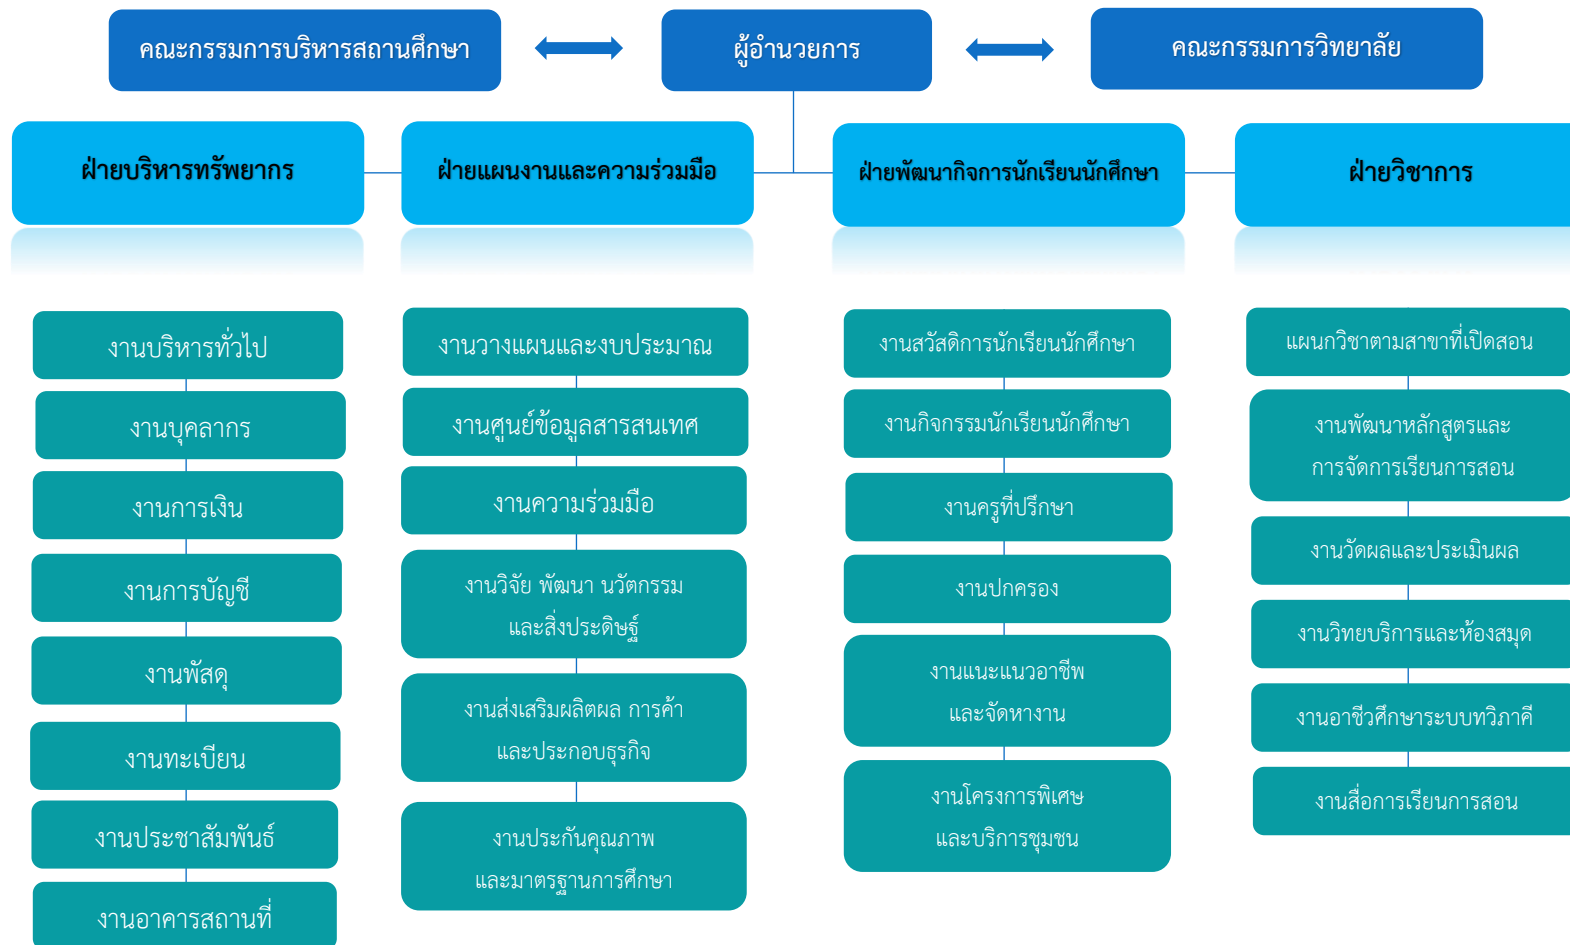 คณะกรรมการบริหารสถานศึกษา
ผู้อำนวยการ
คณะกรรมการวิทยาลัย
ฝ่ายบริหารทรัพยากร
ฝ่ายแผนงานและความร่วมมือ
ฝ่ายพัฒนากิจการนักเรียนนักศึกษา
ฝ่ายวิชาการ
งานบริหารทั่วไป
งานบุคลากร
งานการเงิน
งานการบัญชี
งานพัสดุ
งานทะเบียน
งานประชาสัมพันธ์
งานอาคารสถานที่
งานวางแผนและงบประมาณ
งานศูนย์ข้อมูลสารสนเทศ
งานความร่วมมือ
งานวิจัย พัฒนา นวัตกรรม
และสิ่งประดิษฐ์
งานส่งเสริมผลิตผล การค้า
และประกอบธุรกิจ
งานประกันคุณภาพ
และมาตรฐานการศึกษา
งานสวัสดิการนักเรียนนักศึกษา
งานกิจกรรมนักเรียนนักศึกษา
งานครูที่ปรึกษา
งานปกครอง
งานแนะแนวอาชีพ
และจัดหางาน
งานโครงการพิเศษ
และบริการชุมชน
แผนกวิชาตามสาขาที่เปิดสอน
งานพัฒนาหลักสูตรและ
การจัดการเรียนการสอน
งานวัดผลและประเมินผล
งานวิทยบริการและห้องสมุด
งานอาชีวศึกษาระบบทวิภาคี
งานสื่อการเรียนการสอน